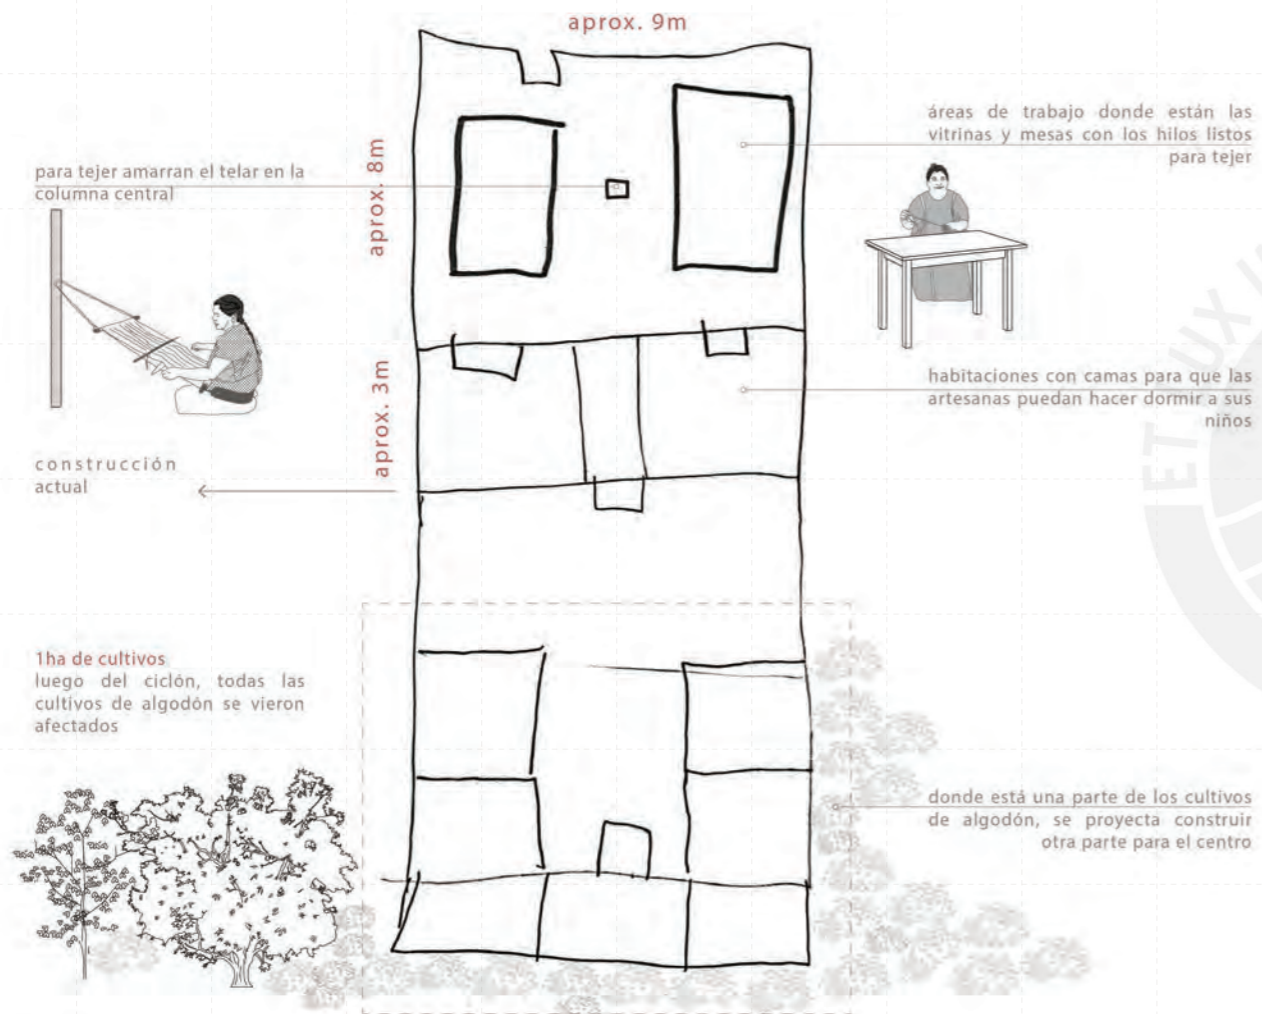 aprox. 9m
áreas de trabajo donde están las
vitrinas y mesas con los hilos listos
para tejer
para tejer amarran el telar en la
columna central
aprox. 8m
aprox. 3m
habitaciones con camas para que las
artesanas puedan hacer dormir a sus
niños
construcción
actual
1ha de cultivos
luego del ciclón, todas las
cultivos de algodón se vieron
afectados
donde está una parte de los cultivos
de algodón, se proyecta construir
otra parte para el centro
ET LUX IN